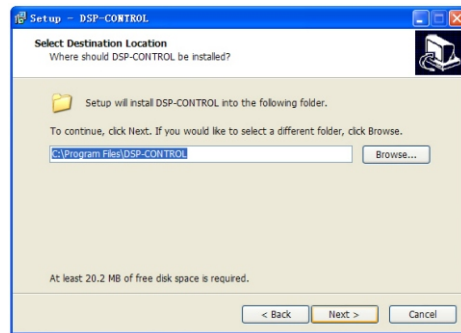 Setup - DSP-CONTROL
Select Destination Location
Where should DSP-CONTROL be installed?
Setup will install DSP-CONTROL into the following folder.
To continue, click Next. If you would like to select a different folder, click Browse.
C:\Program Files\DSP-CONTROL
Browse...
At least 20.2 MB of free disk space is required.
< Back
Next >
Cancel